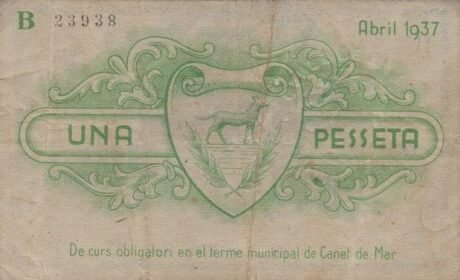 B 23938
Abril 1937
UNA PESSETA
De curs obligatori en el terme municipal de Canet de Mar